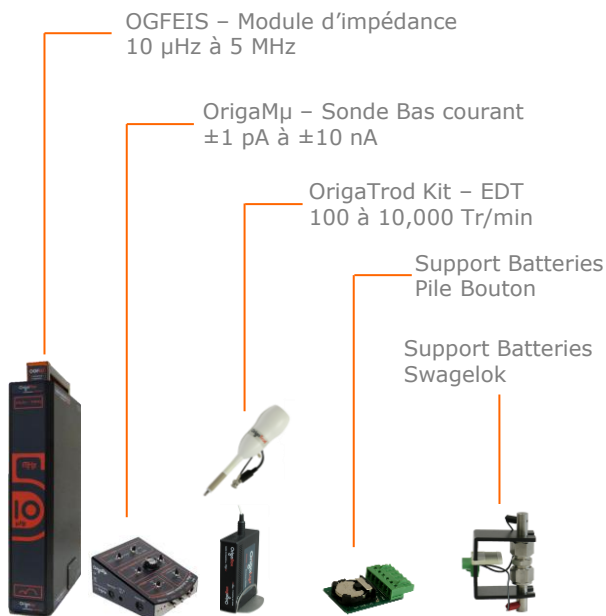 OGFEIS – Module d’impédance
10 µHz à 5 MHz
OrigaMµ – Sonde Bas courant
±1 pA à ±10 nA
OrigaTrod Kit – EDT
100 à 10,000 Tr/min
Support Batteries
Pile Bouton
Support Batteries
Swagelok